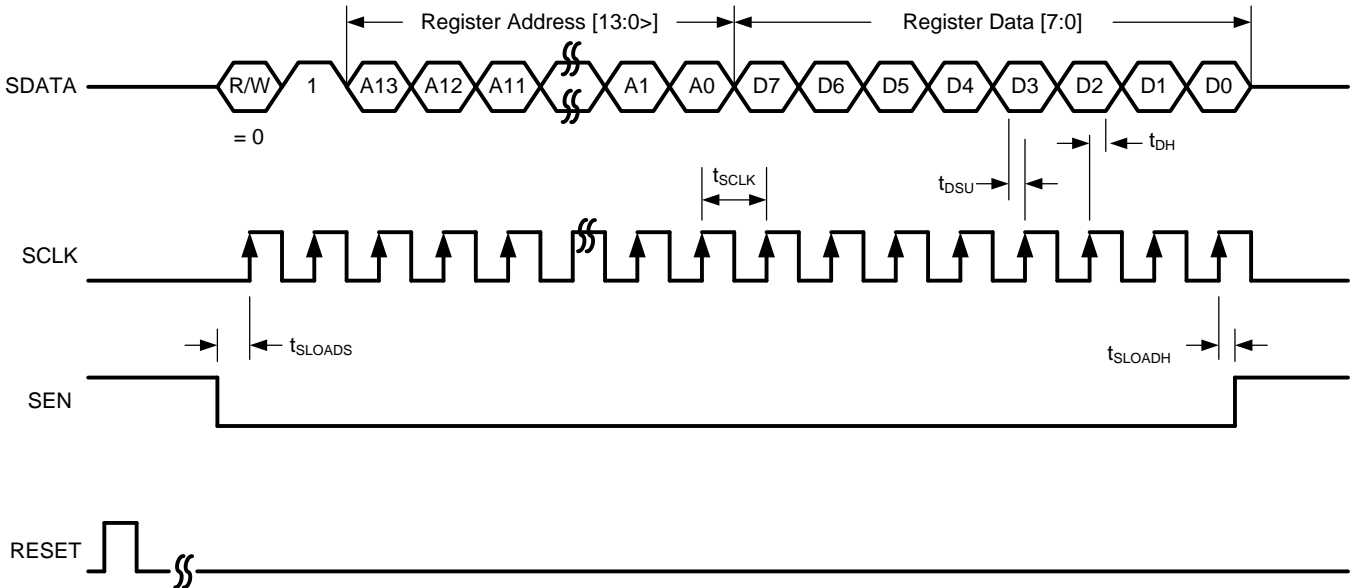 Register Address [13:0>]
Register Data [7:0]
SDATA
R/W
1
A13
A12
A11
A1
A0
D7
D6
D5
D4
D3
D2
D1
D0
= 0
tDH
tSCLK
tDSU
SCLK
tSLOADS
tSLOADH
SEN
RESET